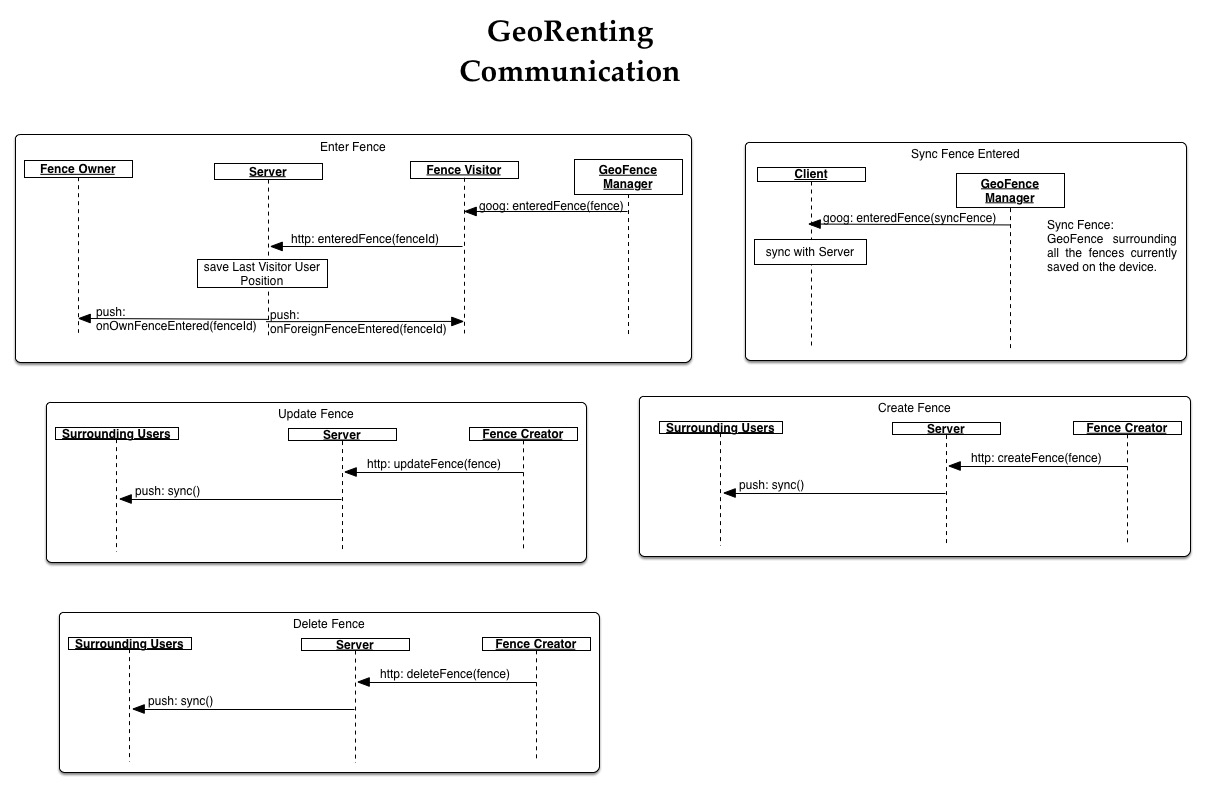 GeoRenting
Communication
Enter Fence
Fence Owner
Server
Fence Visitor
GeoFence
Manager
goog: enteredFence(fence)
http: enteredFence(fenceId)
save Last Visitor User
Position
push:
onOwnFenceEntered(fenceId)
push:
onForeignFenceEntered(fenceId)
Sync Fence Entered
Client
GeoFence
Manager
goog: enteredFence(syncFence)
sync with Server
Sync Fence:
GeoFence surrounding
all the fences currently
saved on the device.
Update Fence
Surrounding Users
Server
Fence Creator
http: updateFence(fence)
push: sync()
Create Fence
Surrounding Users
Server
Fence Creator
http: createFence(fence)
push: sync()
Delete Fence
Surrounding Users
Server
Fence Creator
http: deleteFence(fence)
push: sync()